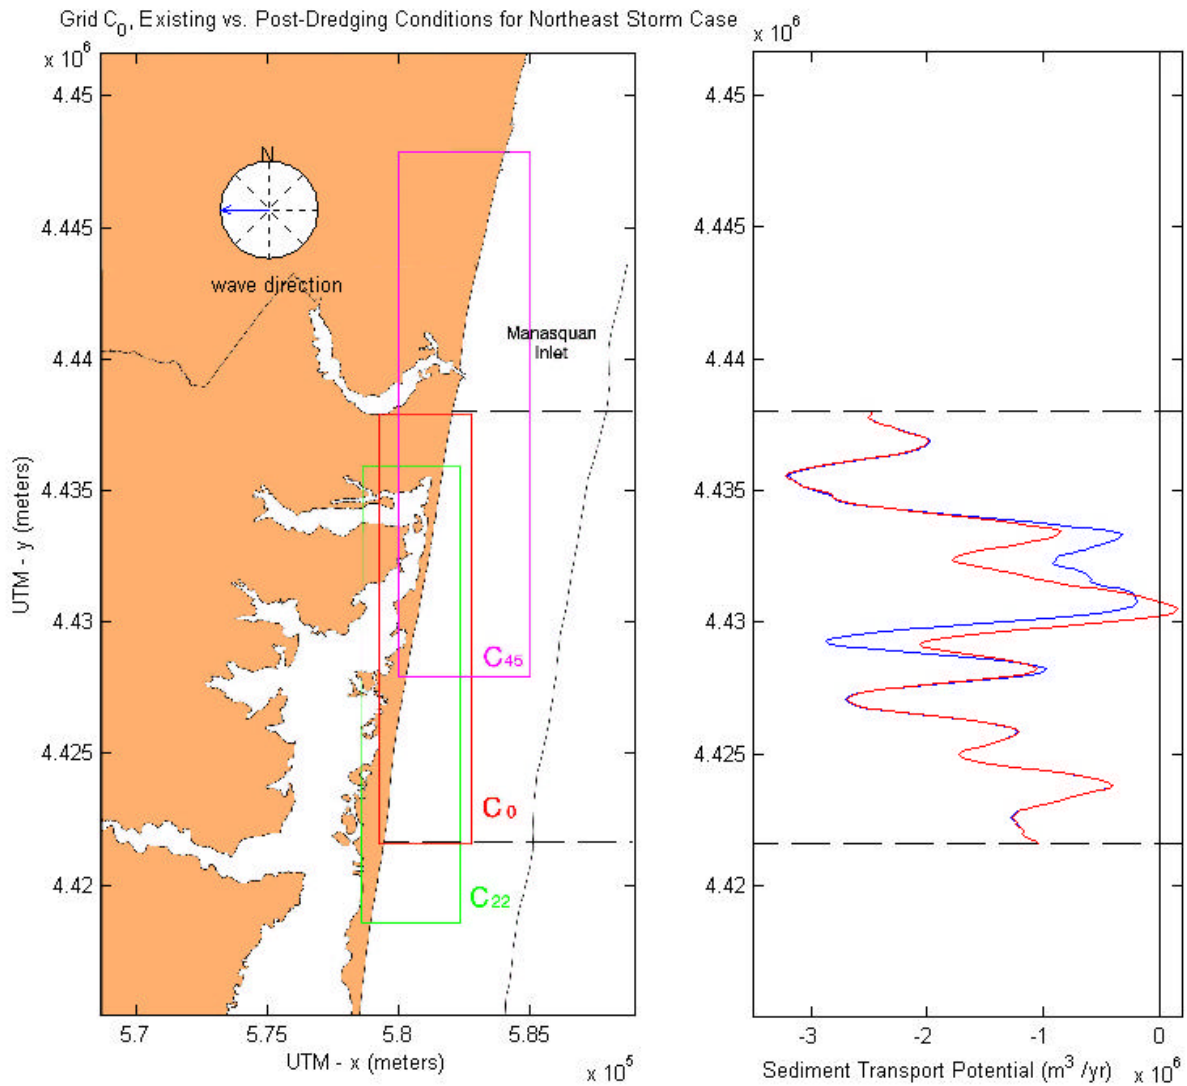 Grid C0, Existing vs. Post-Dredging Conditions for Northeast Storm Case
x 10^6
x 10^6
4.45
4.445
4.44
4.435
4.43
4.425
4.42
UTM - y (meters)
N
wave direction
Manasquan
Inlet
C45
C0
C22
5.7
5.75
5.8
5.85
UTM - x (meters)
x 10^5
4.45
4.445
4.44
4.435
4.43
4.425
4.42
-3
-2
-1
0
Sediment Transport Potential (m^3 /yr)
x 10^6